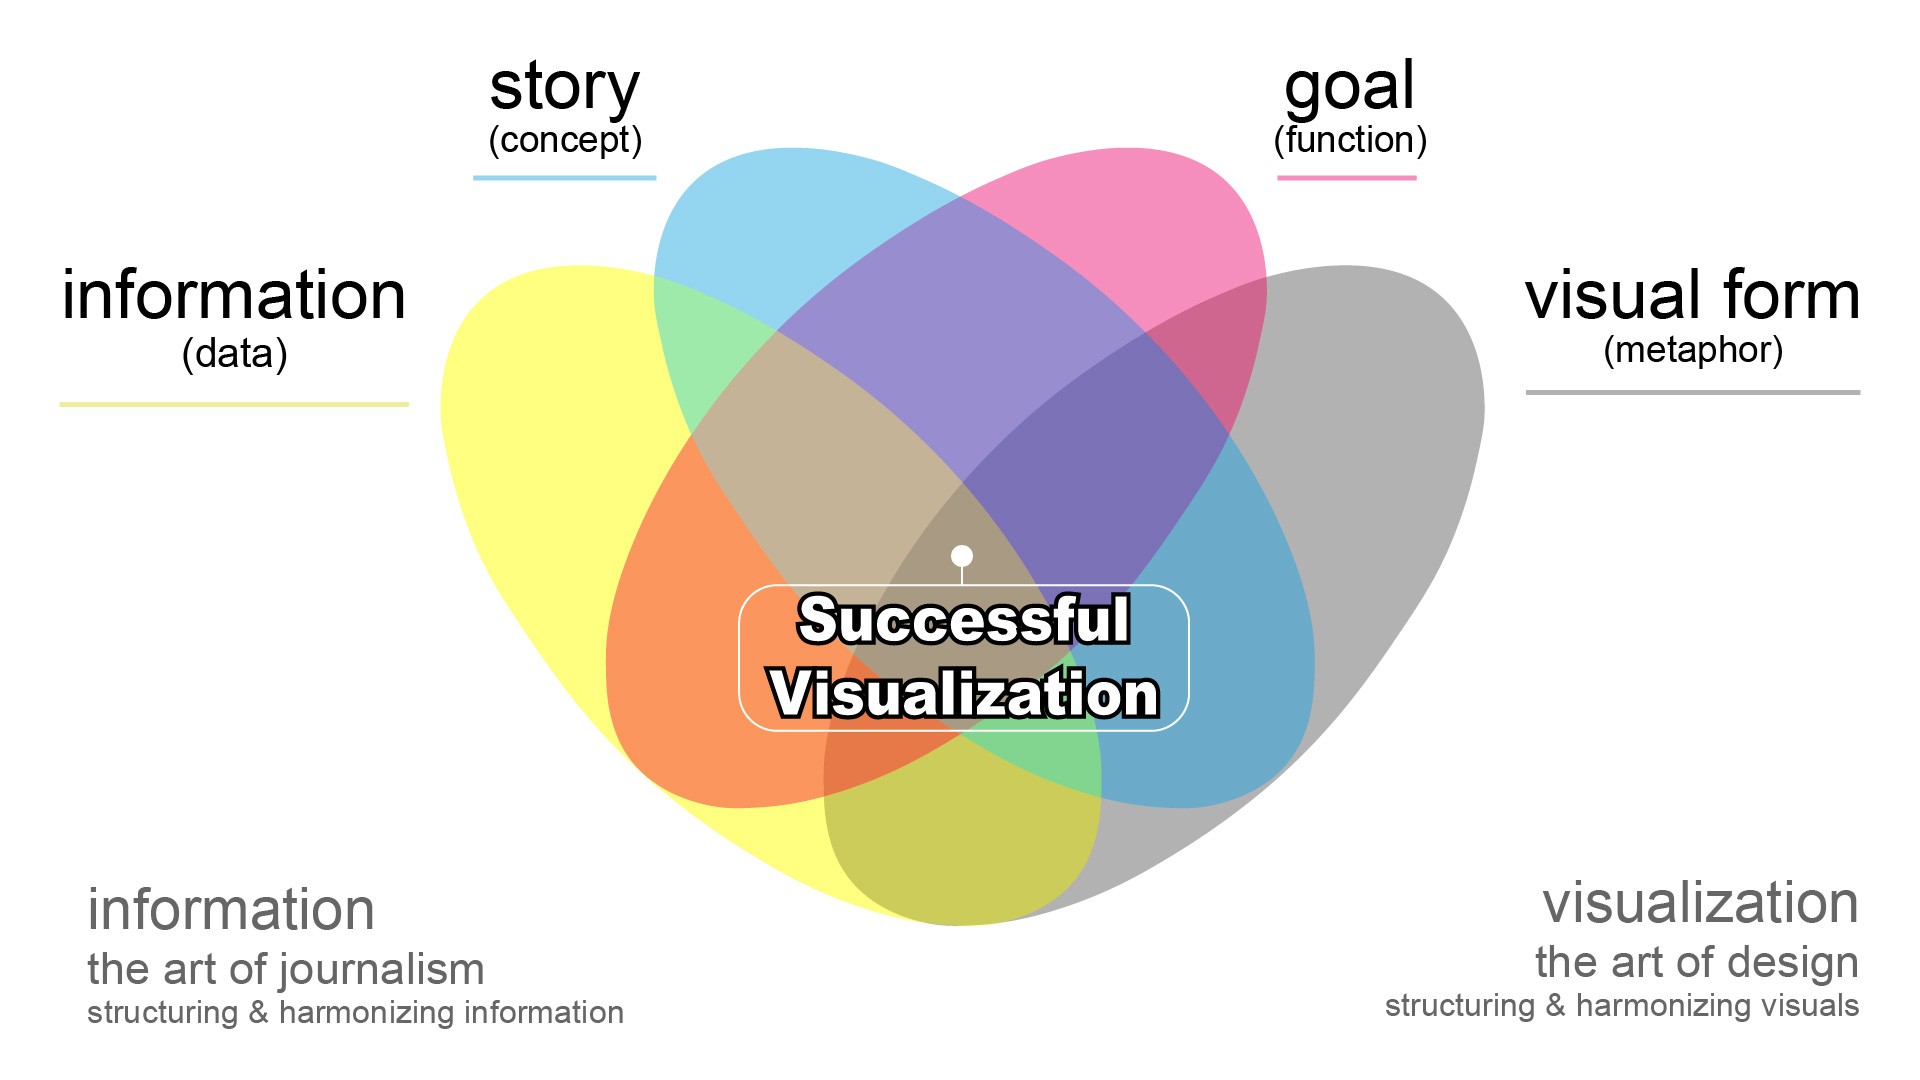 story
(concept)
goal
(function)
information
(data)
visual form
(metaphor)
Successful
Visualization
information
the art of journalism
structuring & harmonizing information
visualization
the art of design
structuring & harmonizing visuals